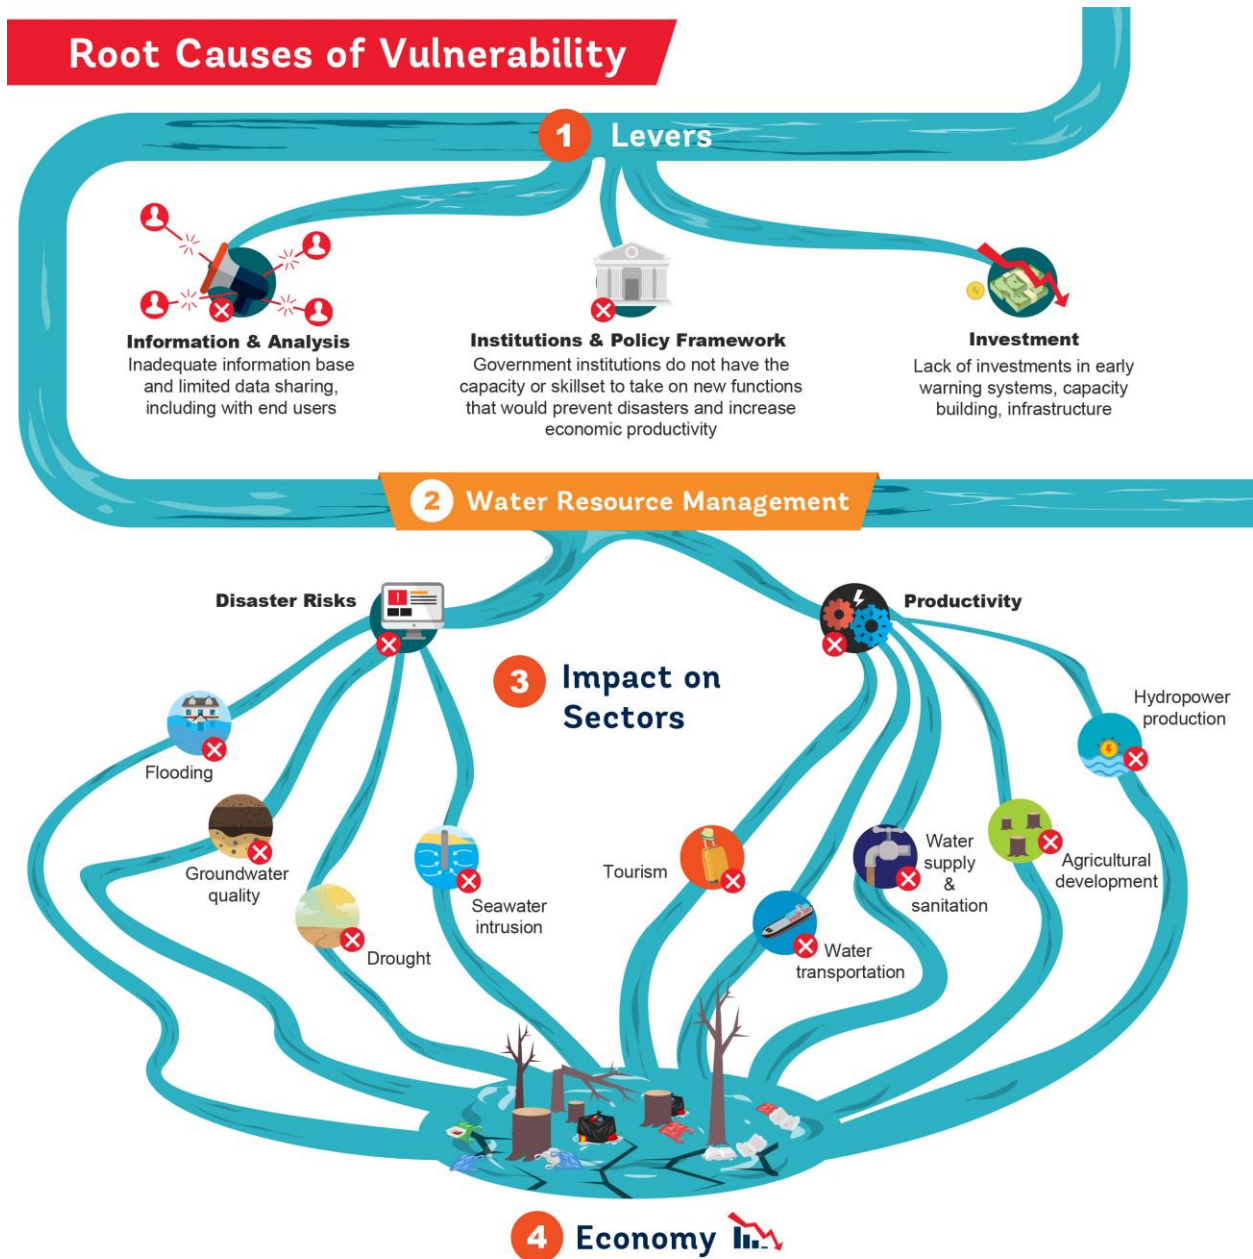 Root Causes of Vulnerability
1 Levers
Information & Analysis
Inadequate information base
and limited data sharing,
including with end users
Institutions & Policy Framework
Government institutions do not have the
capacity or skillset to take on new functions
that would prevent disasters and increase
economic productivity
Investment
Lack of investments in early
warning systems, capacity
building, infrastructure
2 Water Resource Management
Disaster Risks
Productivity
3 Impact on
Sectors
Flooding
Groundwater
quality
Drought
Seawater
intrusion
Tourism
Water
transportation
Water
supply
&
sanitation
Agricultural
development
Hydropower
production
4 Economy